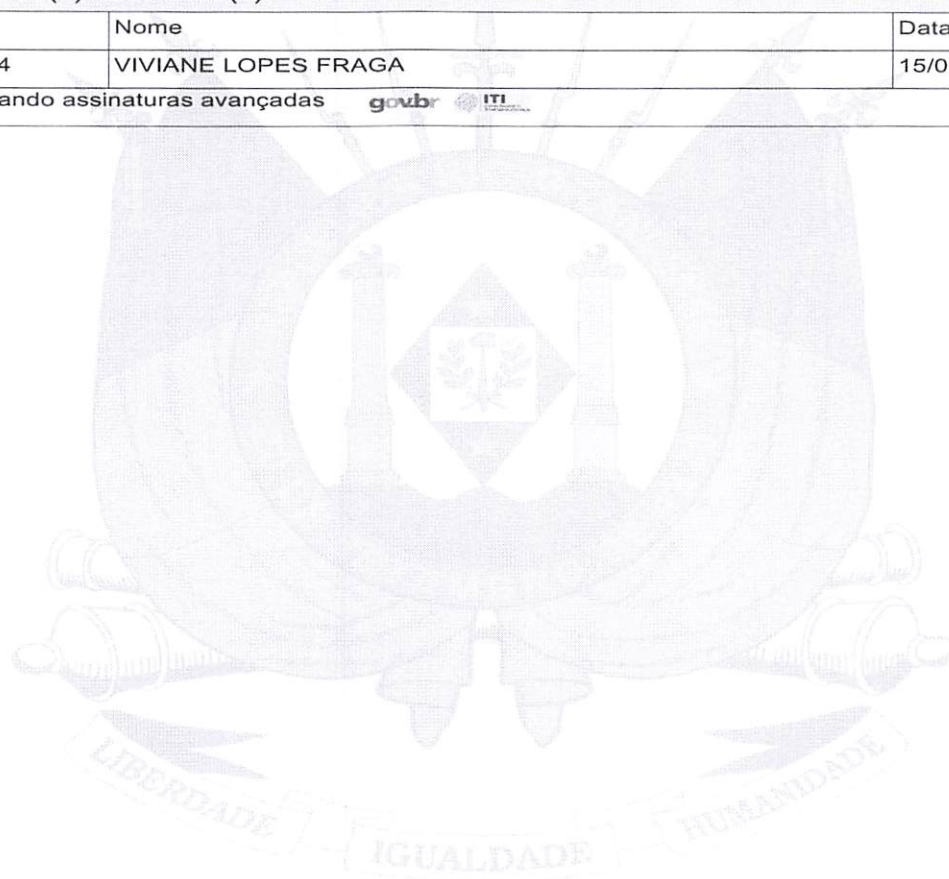 Nome Data
4 VIVIANE LOPES FRAGA 15/0
ando assinaturas avançadas gov.br ITI
LIBERDADE IGUALDADE HUMANIDADE